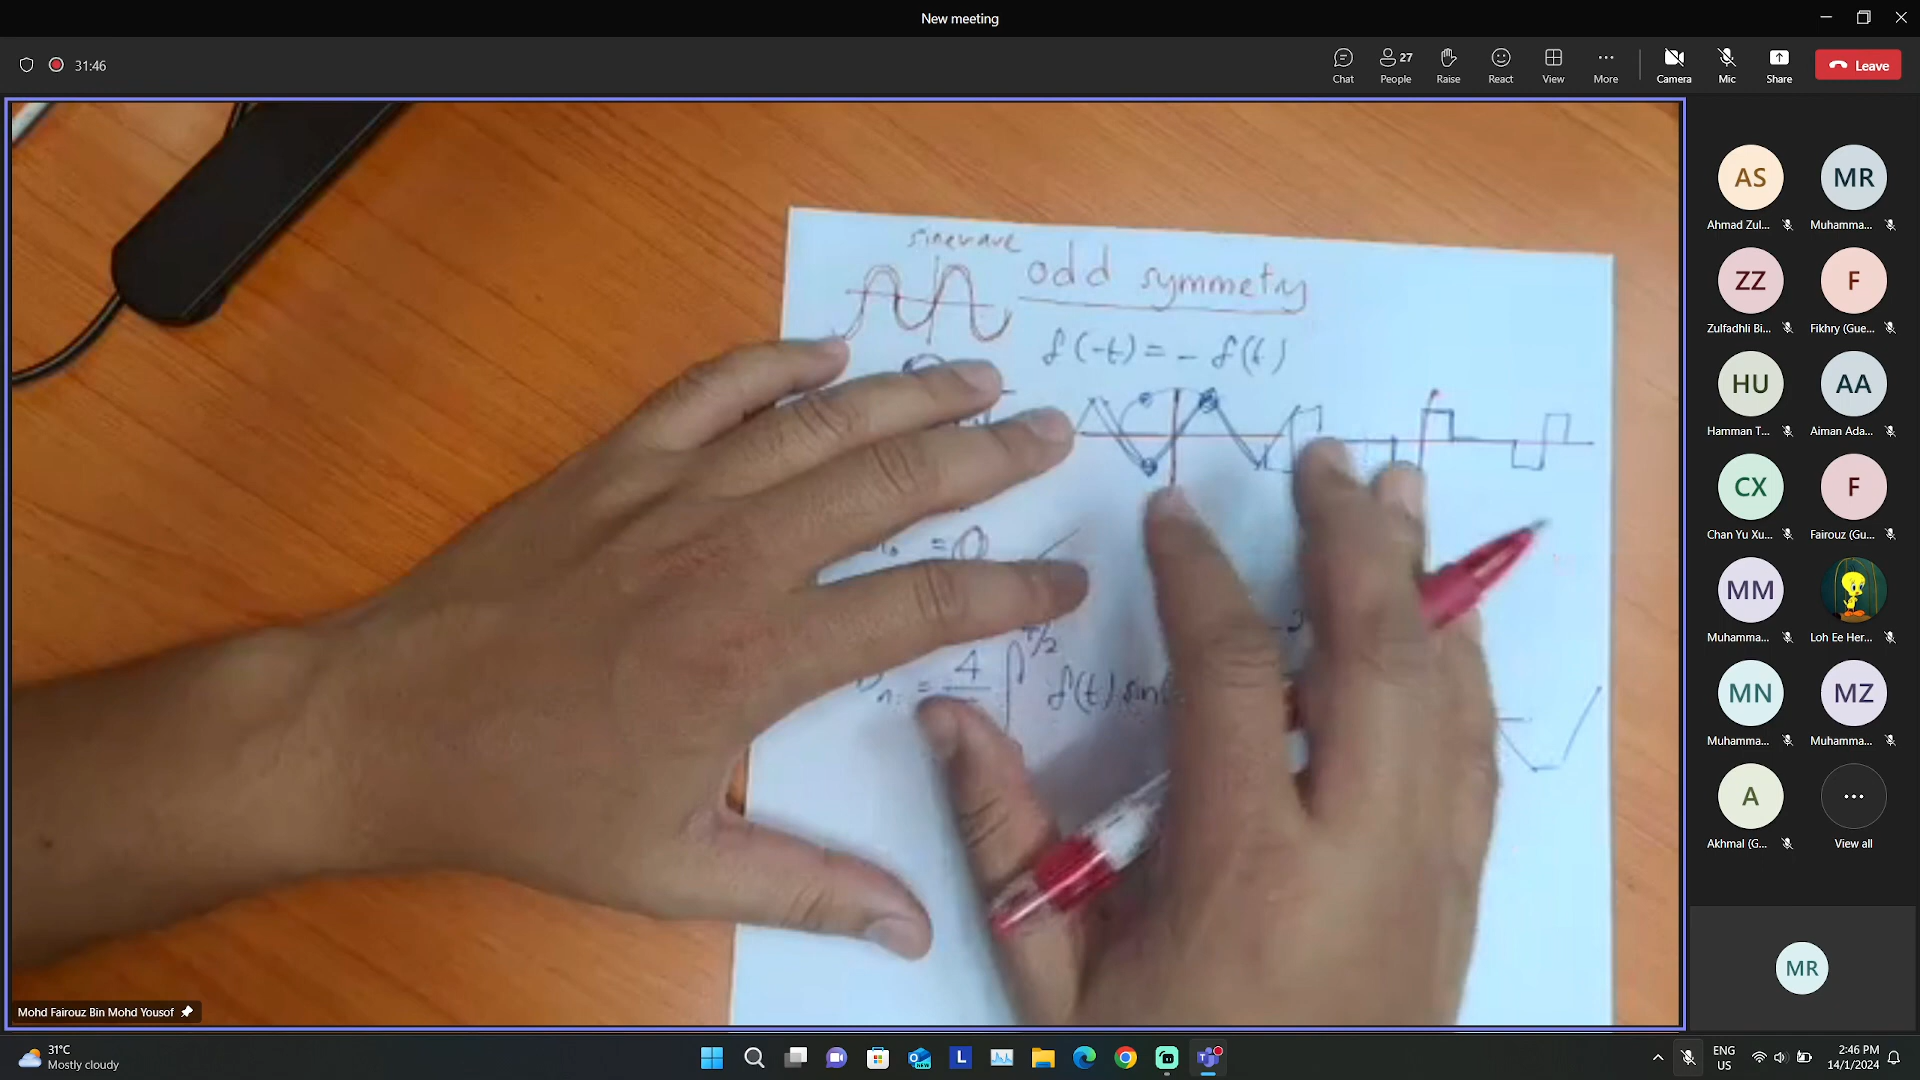 New meeting
31:46
Chat
27
People
Raise
React
View
More
Camera
Mic
Share
Leave
sinewave
odd symmetry
f(-t) = - f(t)
= 0
n = 4 ∫ T/2 f(t) sin(
AS
MR
Ahmad Zul...
Muhamma...
ZZ
F
Zulfadhli Bi...
Fikhry (Gue...
HU
AA
Hamman T...
Aiman Ada...
CX
F
Chan Yu Xu...
Fairouz (Gu...
MM
Muhamma...
Loh Ee Her...
MN
MZ
Muhamma...
Muhamma...
A
...
Akhmal (G...
View all
MR
Mohd Fairouz Bin Mohd Yousof
31°C
Mostly cloudy
NEW
L
ENG
US
2:46 PM
14/1/2024